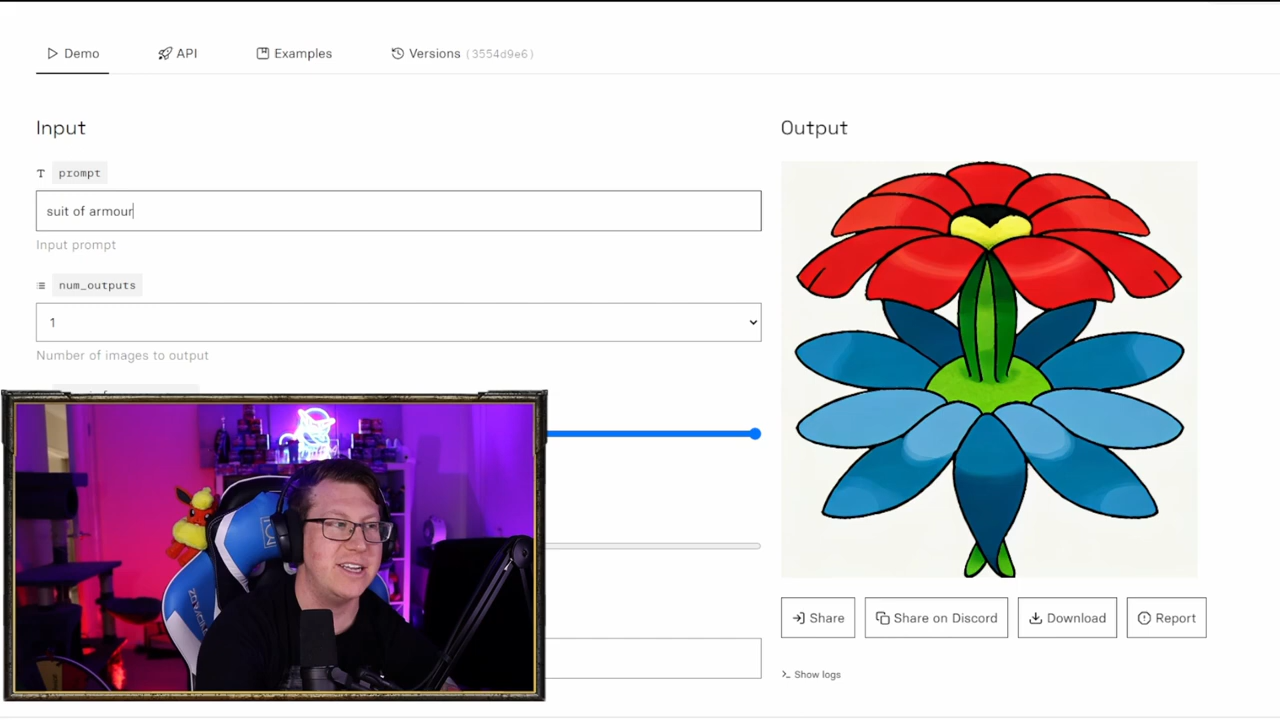 Demo
API
Examples
Versions (3554d9e6)
Input
Output
prompt
suit of armour
Input prompt
num_outputs
1
Number of images to output
Share
Share on Discord
Download
Report
Show logs